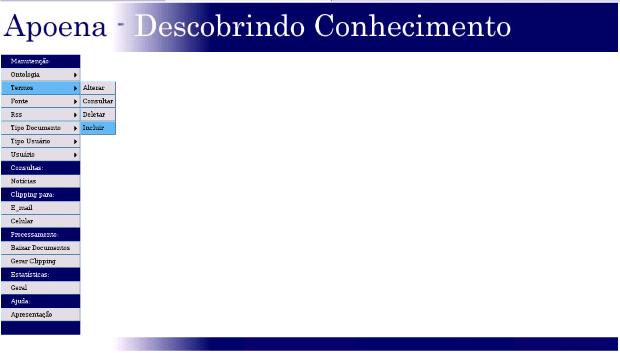 Apoena - Descobrindo Conhecimento
Manutenção:
Ontologia
Termos
Alterar
Fonte
Consultar
Rss
Deletar
Tipo Documento
Incluir
Tipo Usuário
Usuário
Consultas:
Notícias
Clipping para:
E_mail
Celular
Processamento:
Baixar Documentos
Gerar Clipping
Estatísticas:
Geral
Ajuda:
Apresentação